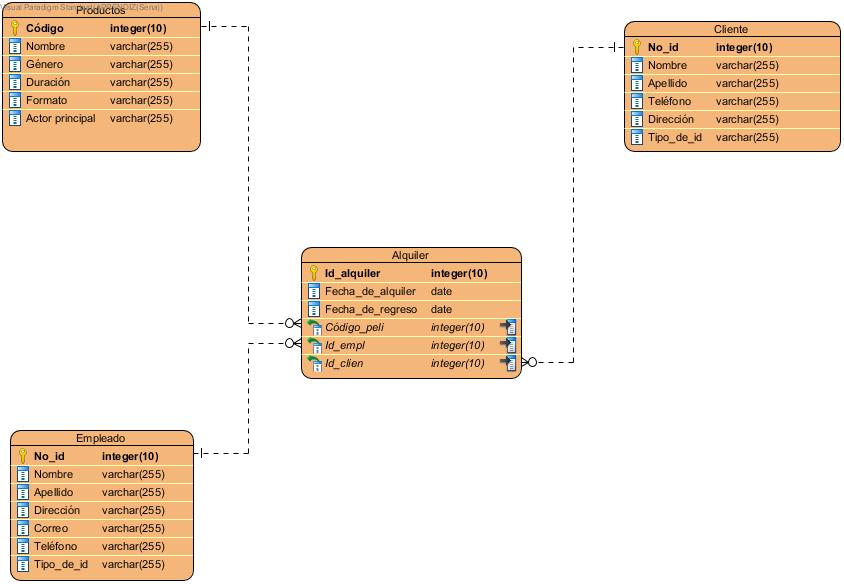 Visual Paradigm Standard(APRENDIZ(Sena))
Productos
Código integer(10)
Nombre varchar(255)
Género varchar(255)
Duración varchar(255)
Formato varchar(255)
Actor principal varchar(255)
Cliente
No_id integer(10)
Nombre varchar(255)
Apellido varchar(255)
Teléfono varchar(255)
Dirección varchar(255)
Tipo_de_id varchar(255)
Alquiler
Id_alquiler integer(10)
Fecha_de_alquiler date
Fecha_de_regreso date
Código_peli integer(10)
Id_empl integer(10)
Id_clien integer(10)
Empleado
No_id integer(10)
Nombre varchar(255)
Apellido varchar(255)
Dirección varchar(255)
Correo varchar(255)
Teléfono varchar(255)
Tipo_de_id varchar(255)